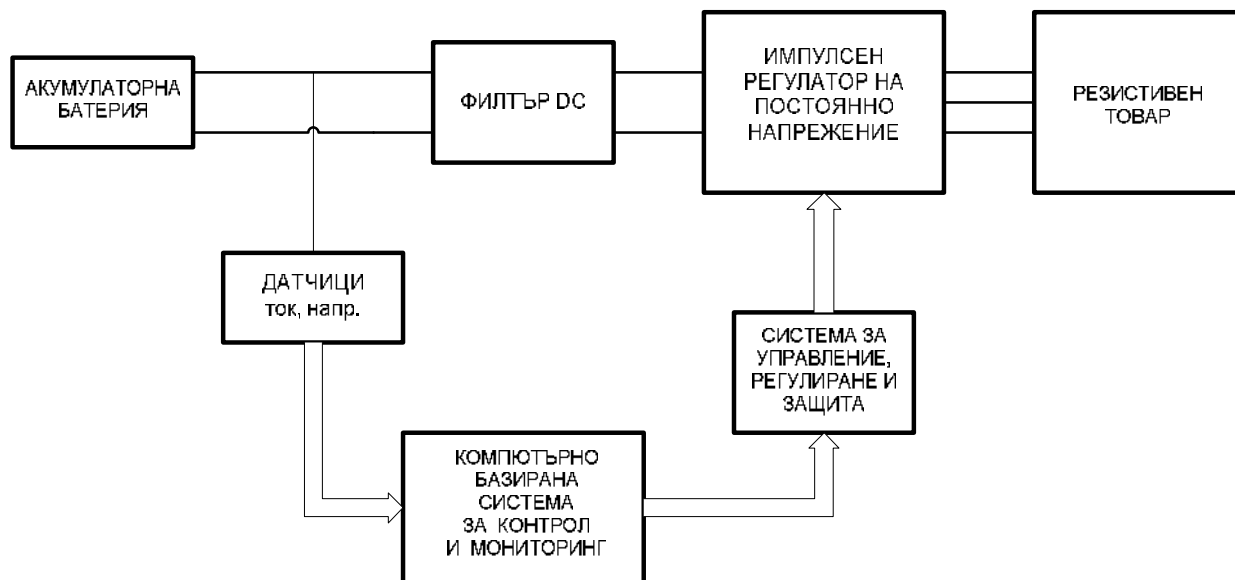 АКУМУЛАТОРНА
БАТЕРИЯ
ФИЛТЪР DC
ИМПУЛСЕН
РЕГУЛАТОР НА
ПОСТОЯННО
НАПРЕЖЕНИЕ
РЕЗИСТИВЕН
ТОВАР
ДАТЧИЦИ
ток, напр.
СИСТЕМА ЗА
УПРАВЛЕНИЕ,
РЕГУЛИРАНЕ И
ЗАЩИТА
КОМПЮТЪРНО
БАЗИРАНА
СИСТЕМА
ЗА КОНТРОЛ
И МОНИТОРИНГ